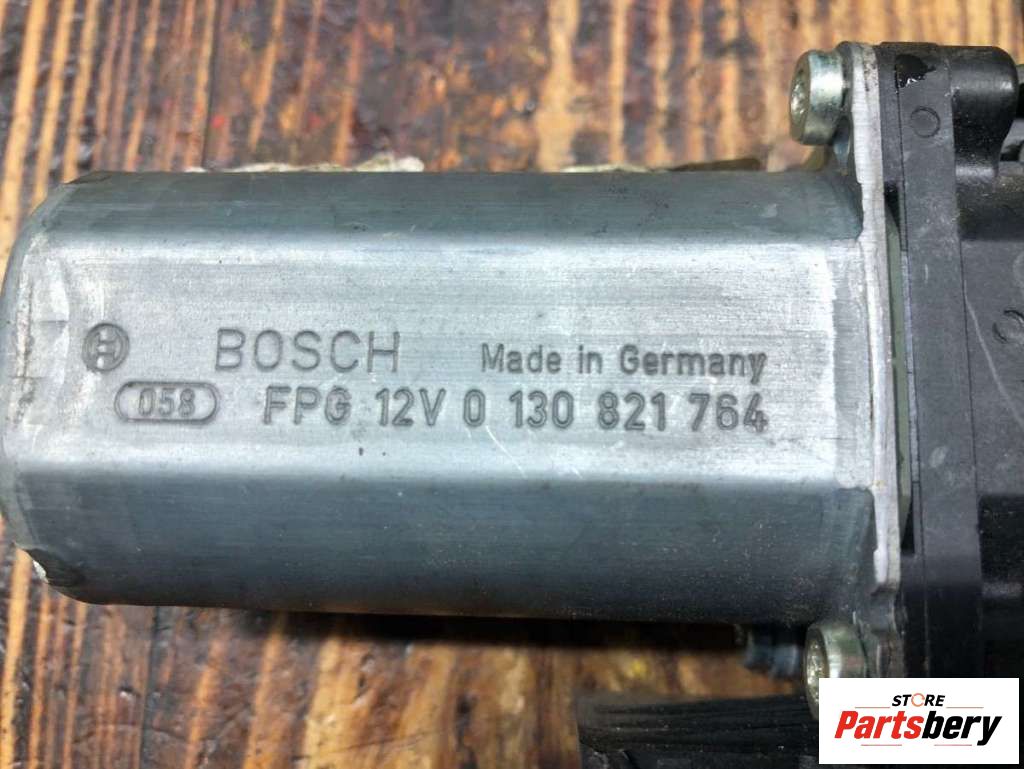 BOSCH Made in Germany
058 FPG 12V 0 130 821 764
STORE
Partsbery